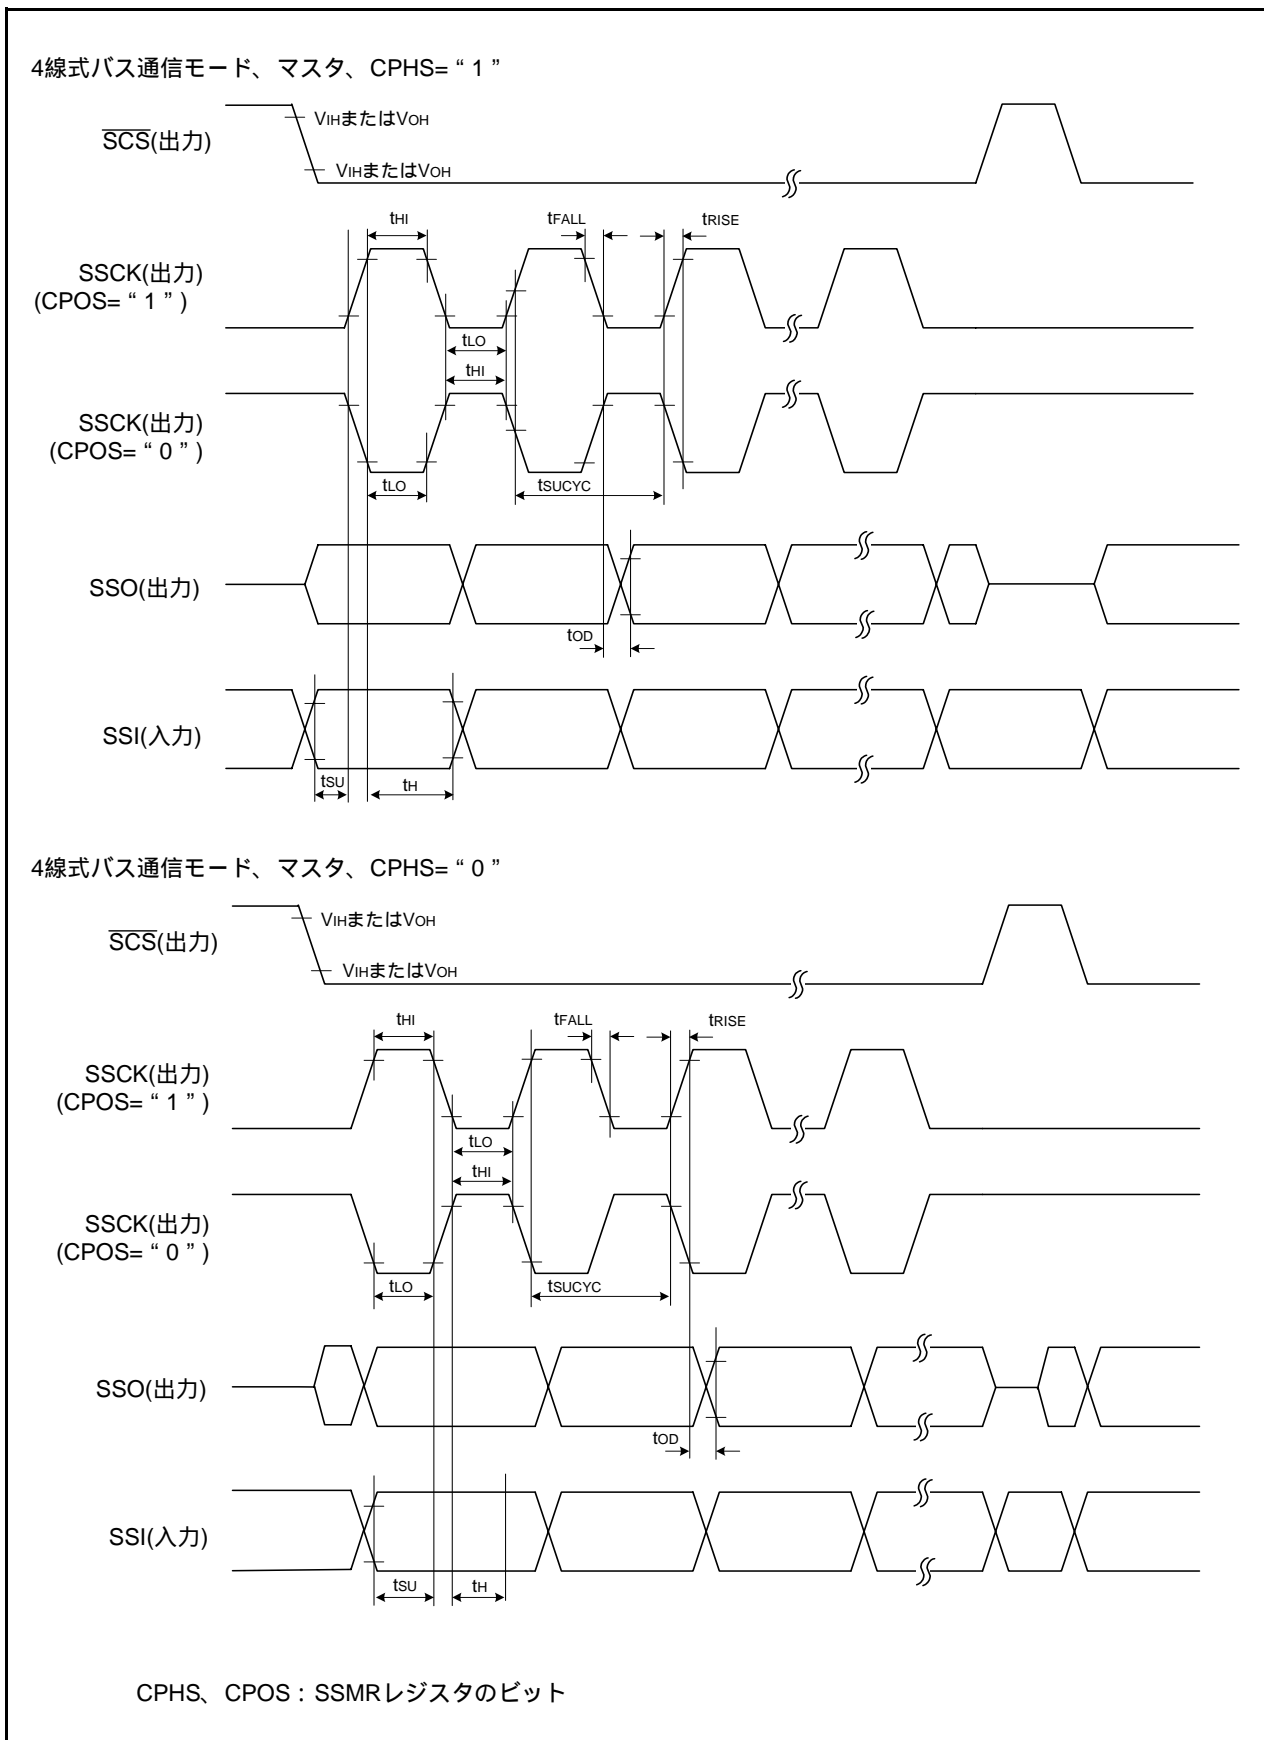 4線式バス通信モード、マスタ、CPHS=“1”
VIHまたはVOH
SCS(出力)
VIHまたはVOH
tHI
tFALL
tRISE
SSCK(出力)
(CPOS=“1”)
tLO
tHI
SSCK(出力)
(CPOS=“0”)
tLO
tSUCYC
SSO(出力)
tOD
SSI(入力)
tSU
tH
4線式バス通信モード、マスタ、CPHS=“0”
VIHまたはVOH
SCS(出力)
VIHまたはVOH
tHI
tFALL
tRISE
SSCK(出力)
(CPOS=“1”)
tLO
tHI
SSCK(出力)
(CPOS=“0”)
tLO
tSUCYC
SSO(出力)
tOD
SSI(入力)
tSU
tH
CPHS、CPOS：SSMRレジスタのビット